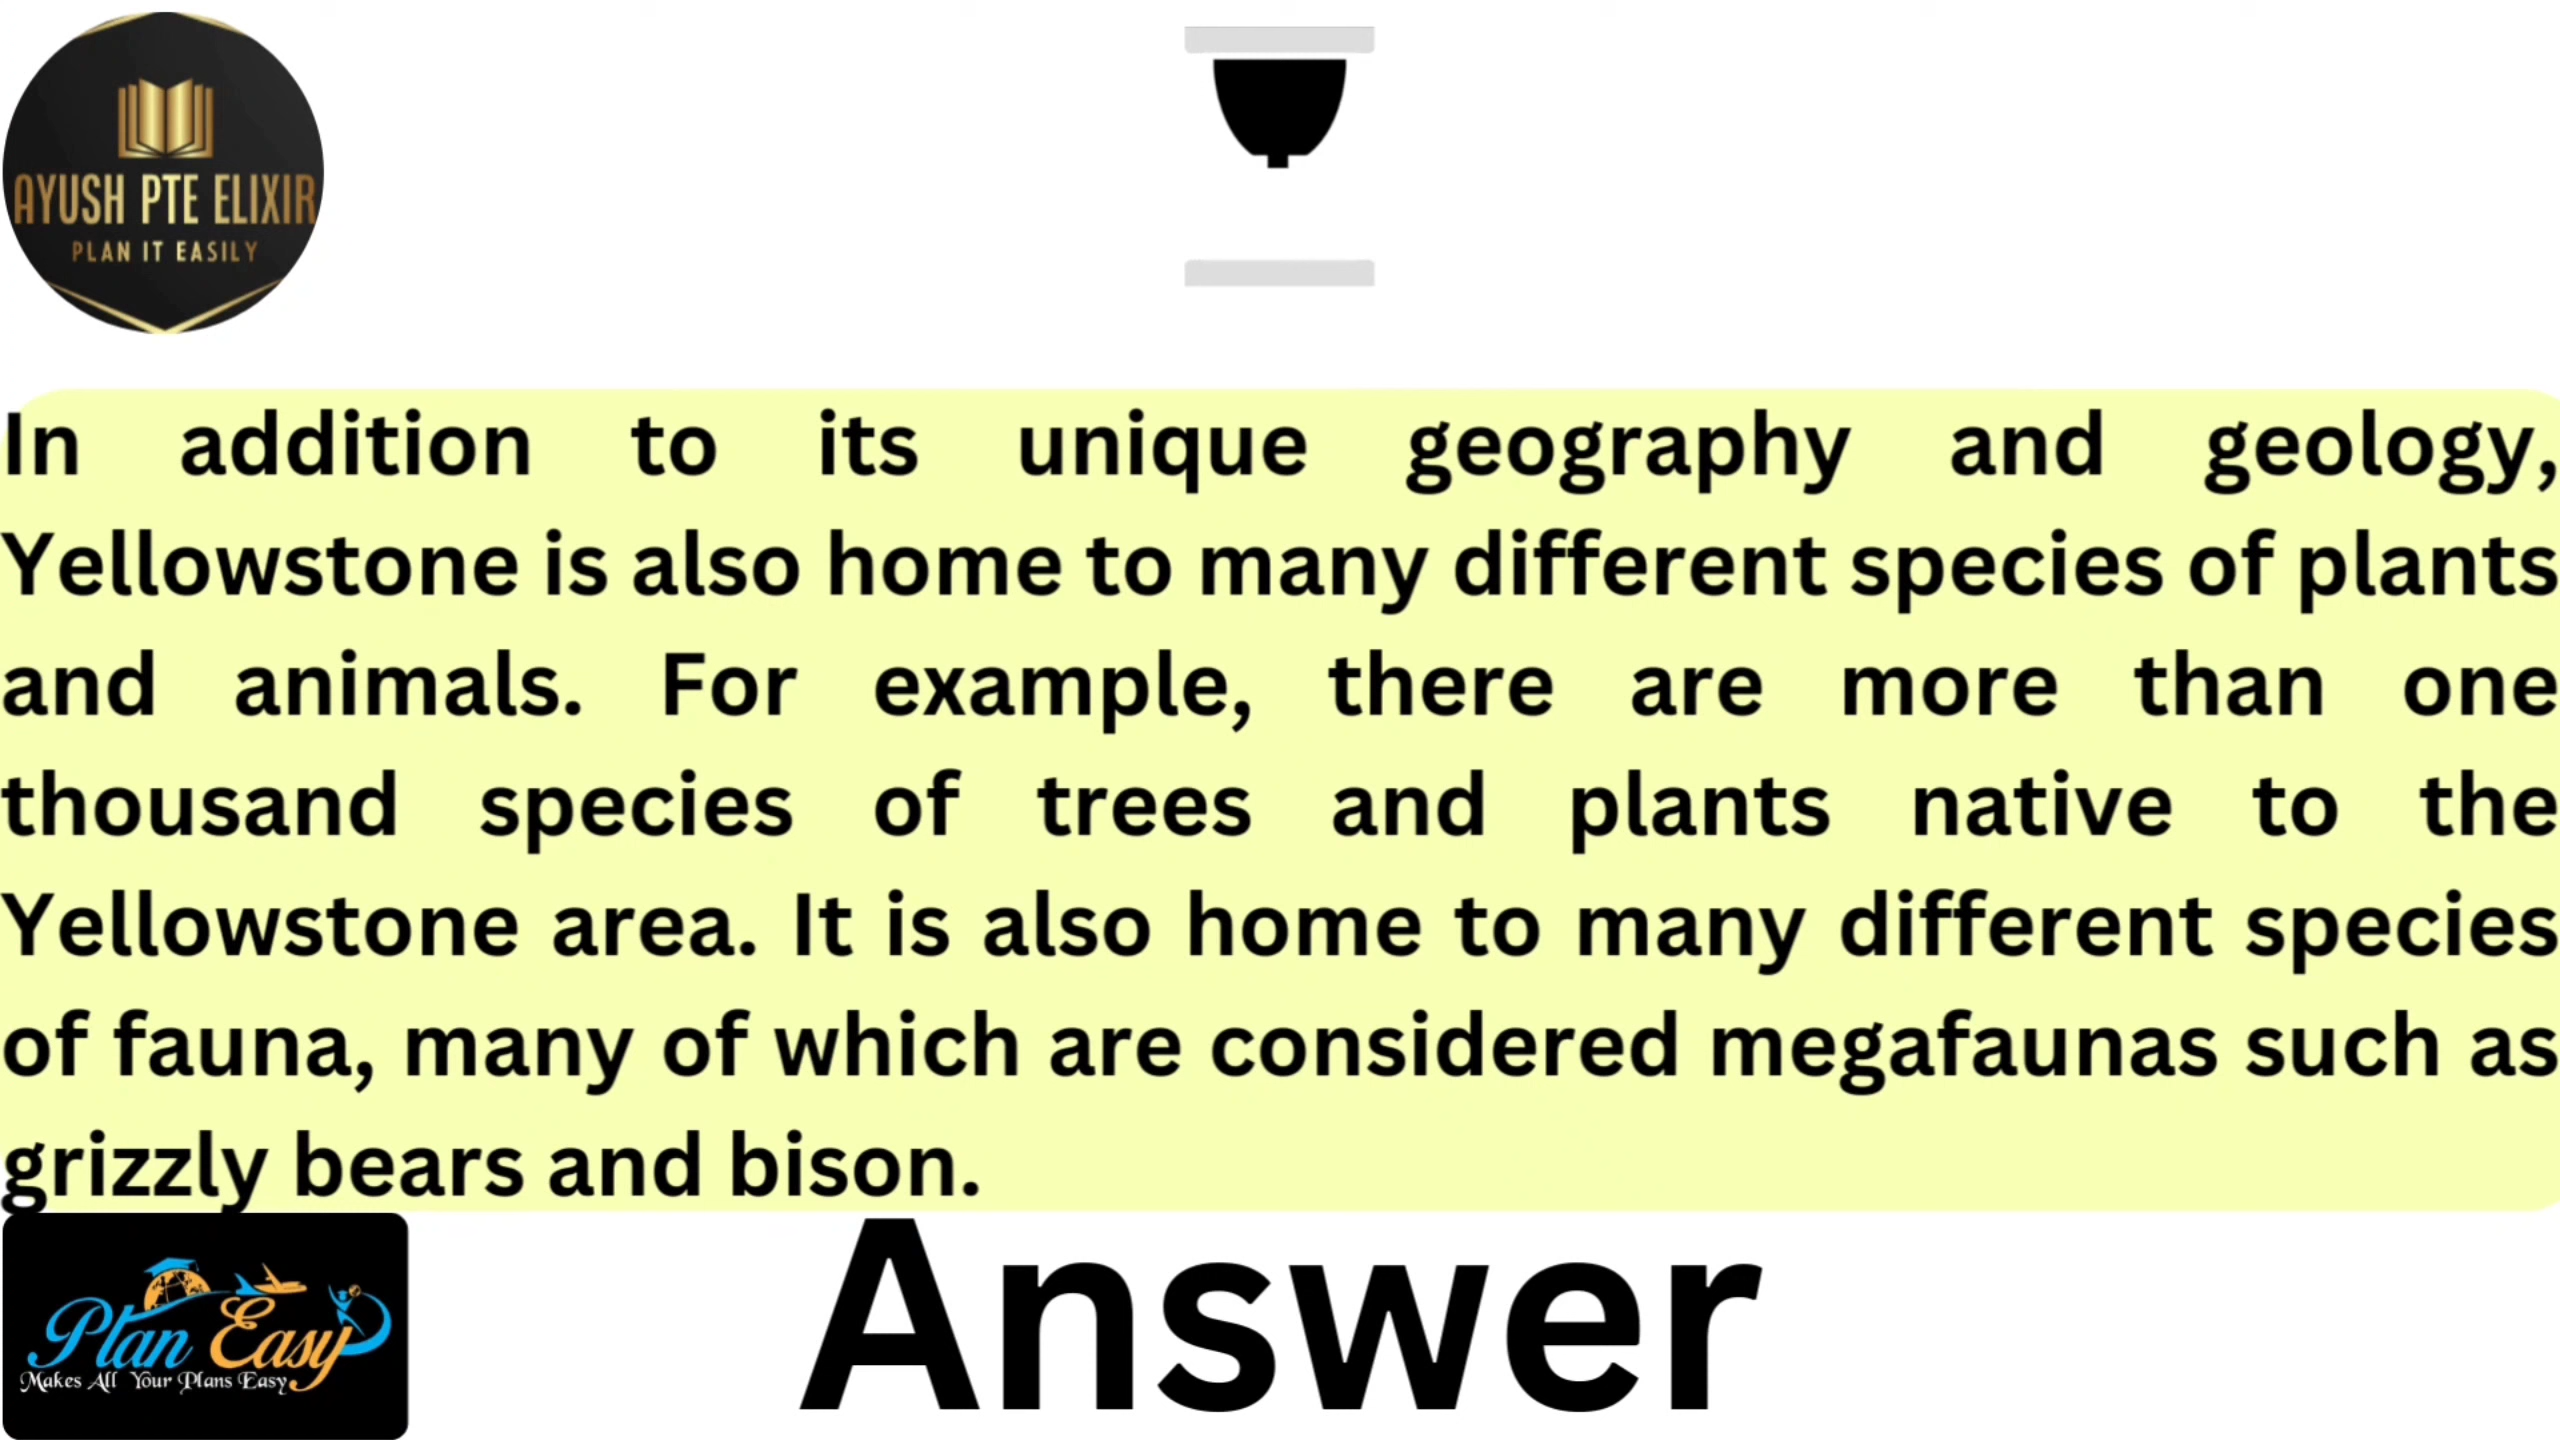 AYUSH PTE ELIXIR
PLAN IT EASILY
In addition to its unique geography and geology,
Yellowstone is also home to many different species of plants
and animals. For example, there are more than one
thousand species of trees and plants native to the
Yellowstone area. It is also home to many different species
of fauna, many of which are considered megafaunas such as
grizzly bears and bison.
Plan Easy
Makes All Your Plans Easy
Answer